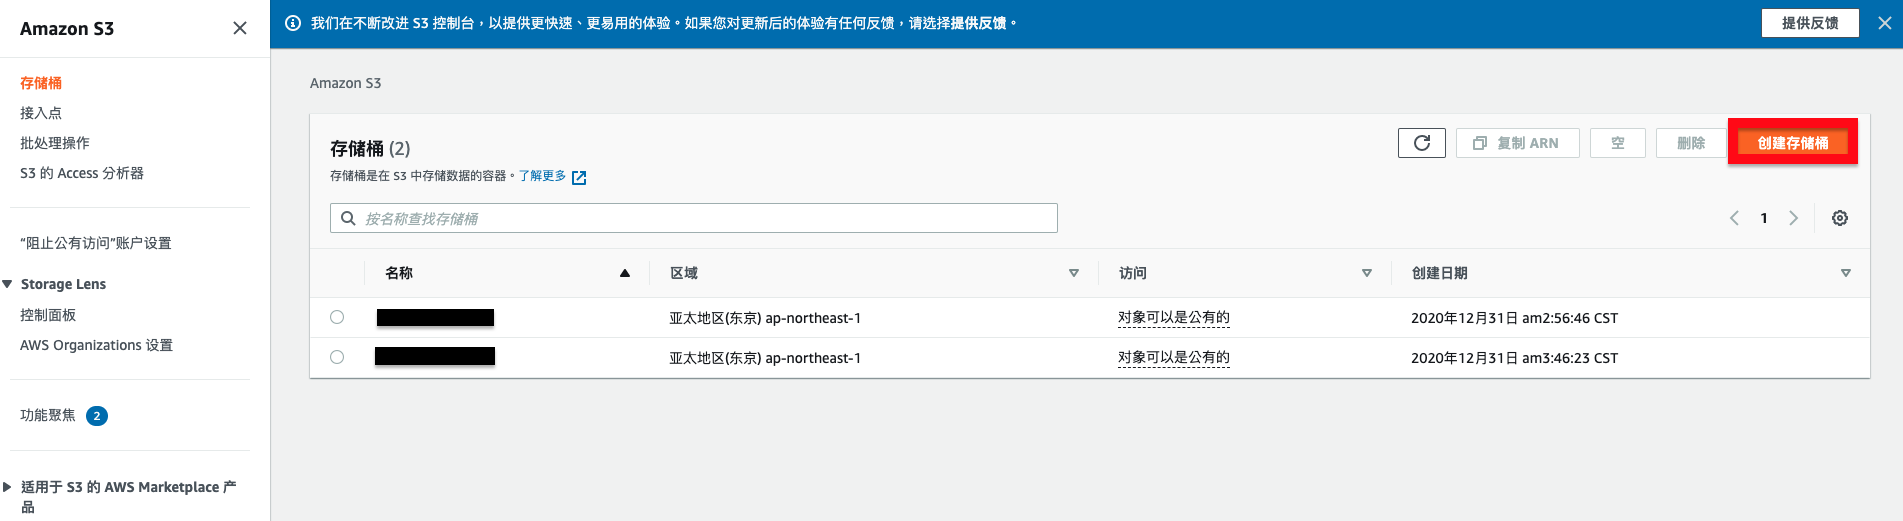 Amazon S3
存储桶
接入点
批处理操作
S3 的 Access 分析器
“阻止公有访问”账户设置
Storage Lens
控制面板
AWS Organizations 设置
功能聚焦 2
适用于 S3 的 AWS Marketplace 产
品
我们在不断改进 S3 控制台，以提供更快速、更易用的体验。如果您对更新后的体验有任何反馈，请选择提供反馈。
提供反馈
Amazon S3
存储桶 (2)
存储桶是在 S3 中存储数据的容器。了解更多
复制 ARN 空 删除 创建存储桶
按名称查找存储桶
1
名称 区域 访问 创建日期
亚太地区(东京) ap-northeast-1 对象可以是公有的 2020年12月31日 am2:56:46 CST
亚太地区(东京) ap-northeast-1 对象可以是公有的 2020年12月31日 am3:46:23 CST